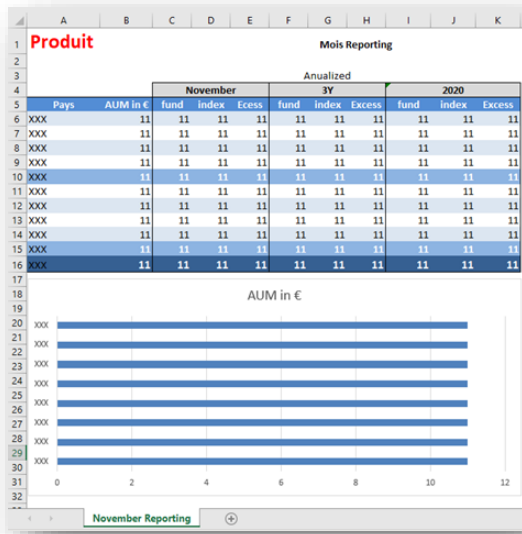 A B C D E F G H I J K
1 Produit Mois Reporting
2
3 Anualized
4 November 3Y 2020
5 Pays AUM in € fund index Ecess fund index Excess fund index Excess
6 XXX 11 11 11 11 11 11 11 11 11 11
7 XXX 11 11 11 11 11 11 11 11 11 11
8 XXX 11 11 11 11 11 11 11 11 11 11
9 XXX 11 11 11 11 11 11 11 11 11 11
10 XXX 11 11 11 11 11 11 11 11 11 11
11 XXX 11 11 11 11 11 11 11 11 11 11
12 XXX 11 11 11 11 11 11 11 11 11 11
13 XXX 11 11 11 11 11 11 11 11 11 11
14 XXX 11 11 11 11 11 11 11 11 11 11
15 XXX 11 11 11 11 11 11 11 11 11 11
16 XXX 11 11 11 11 11 11 11 11 11 11
17
18 AUM in €
19
20 XXX
21 XXX
22
23 XXX
24 XXX
25 XXX
26 XXX
27
28 XXX
29 XXX
30
31 0 2 4 6 8 10 12
32
November Reporting